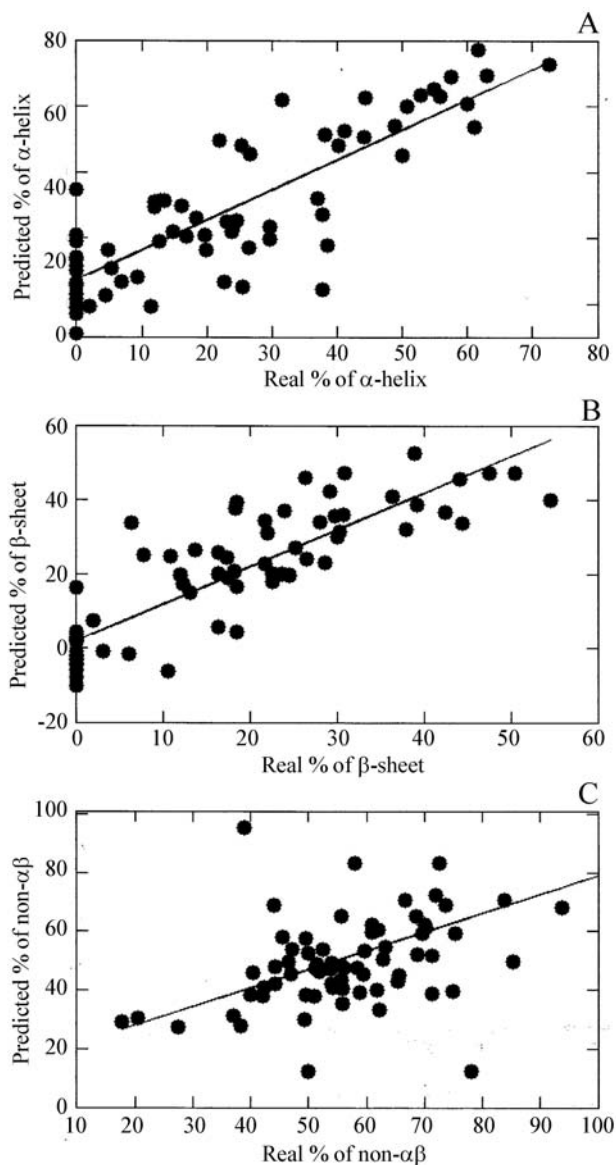 A
80
60
40
20
0
Predicted % of α-helix
0 10 20 30 40 50 60 70 80
Real % of α-helix
B
60
40
20
0
-20
Predicted % of β-sheet
0 10 20 30 40 50 60
Real % of β-sheet
C
100
80
60
40
20
0
Predicted % of non-αβ
10 20 30 40 50 60 70 80 90 100
Real % of non-αβ